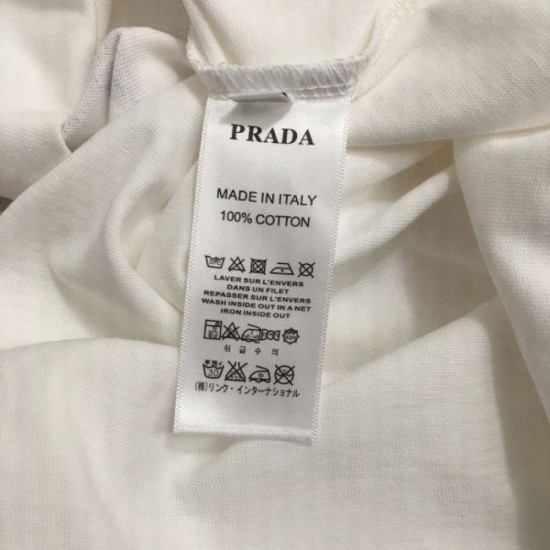 PRADA
MADE IN ITALY
100% COTTON
LAVER SUR L'ENVERS
DANS UN FILET
REPASSER SUR L'ENVERS
WASH INSIDE OUT IN A NET
IRON INSIDE OUT
취급수의
30
(株)リンク・インターナショナル